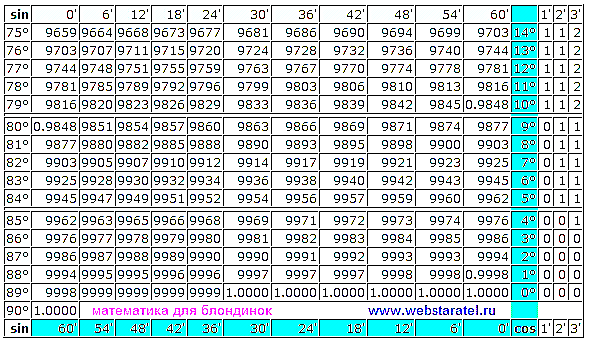 sin 0' 6' 12' 18' 24' 30' 36' 42' 48' 54' 60' 1' 2' 3'
75° 9659 9664 9668 9673 9677 9681 9686 9690 9694 9699 9703 14° 1 1 2
76° 9703 9707 9711 9715 9720 9724 9728 9732 9736 9740 9744 13° 1 1 2
77° 9744 9748 9751 9755 9759 9763 9767 9770 9774 9778 9781 12° 1 1 2
78° 9781 9785 9789 9792 9796 9799 9803 9806 9810 9813 9816 11° 1 1 2
79° 9816 9820 9823 9826 9829 9833 9836 9839 9842 9845 0.9848 10° 1 1 2
80° 0.9848 9851 9854 9857 9860 9863 9866 9869 9871 9874 9877 9° 0 1 1
81° 9877 9880 9882 9885 9888 9890 9893 9895 9898 9900 9903 8° 0 1 1
82° 9903 9905 9907 9910 9912 9914 9917 9919 9921 9923 9925 7° 0 1 1
83° 9925 9928 9930 9932 9934 9936 9938 9940 9942 9943 9945 6° 0 1 1
84° 9945 9947 9949 9951 9952 9954 9956 9957 9959 9960 9962 5° 0 1 1
85° 9962 9963 9965 9966 9968 9969 9971 9972 9973 9974 9976 4° 0 0 1
86° 9976 9977 9978 9979 9980 9981 9982 9983 9984 9985 9986 3° 0 0 0
87° 9986 9987 9988 9989 9990 9990 9991 9992 9993 9993 9994 2° 0 0 0
88° 9994 9995 9995 9996 9996 9997 9997 9997 9998 9998 0.9998 1° 0 0 0
89° 9998 9999 9999 9999 9999 1.0000 1.0000 1.0000 1.0000 1.0000 1.0000 0° 0 0 0
90° 1.0000 математика для блондинок www.webstaratel.ru
sin 60' 54' 48' 42' 36' 30' 24' 18' 12' 6' 0' cos 1' 2' 3'